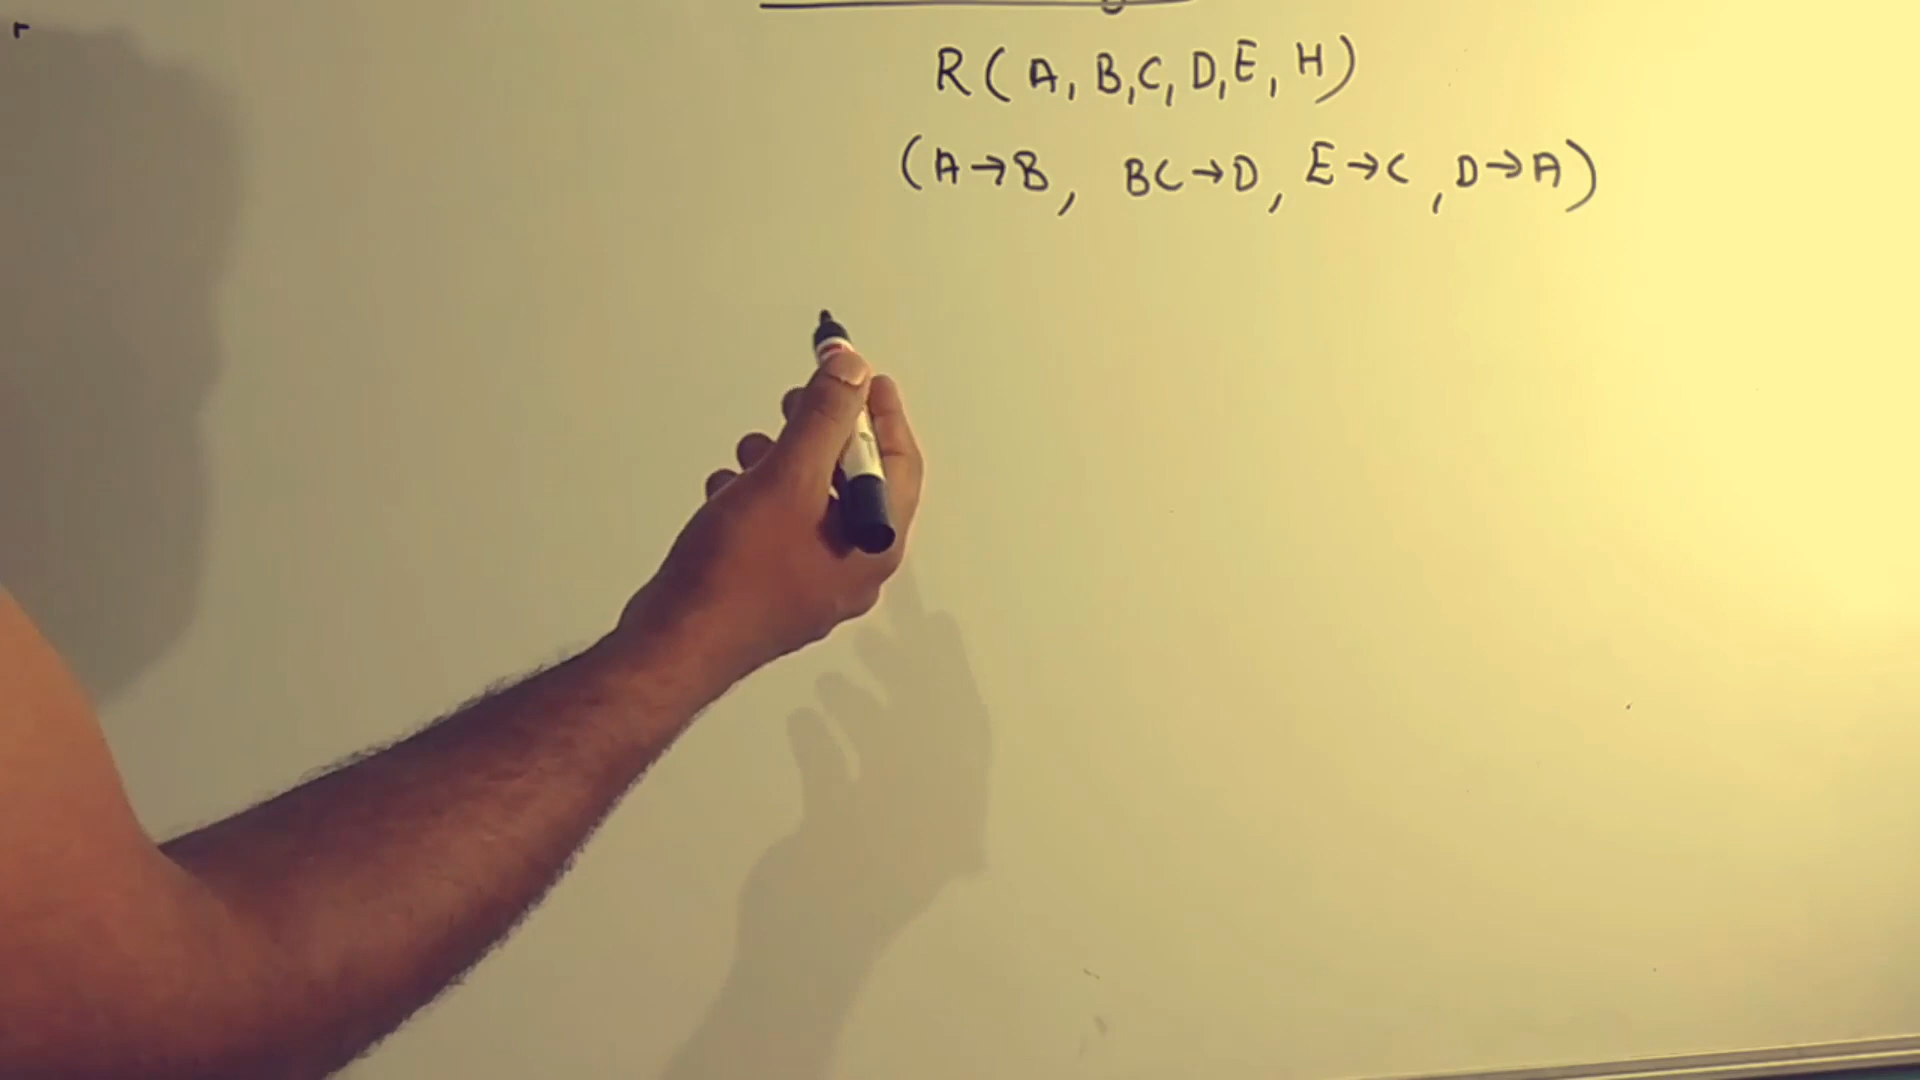 R(A,B,C,D,E,H)
(A→B, BC→D, E→C, D→A)